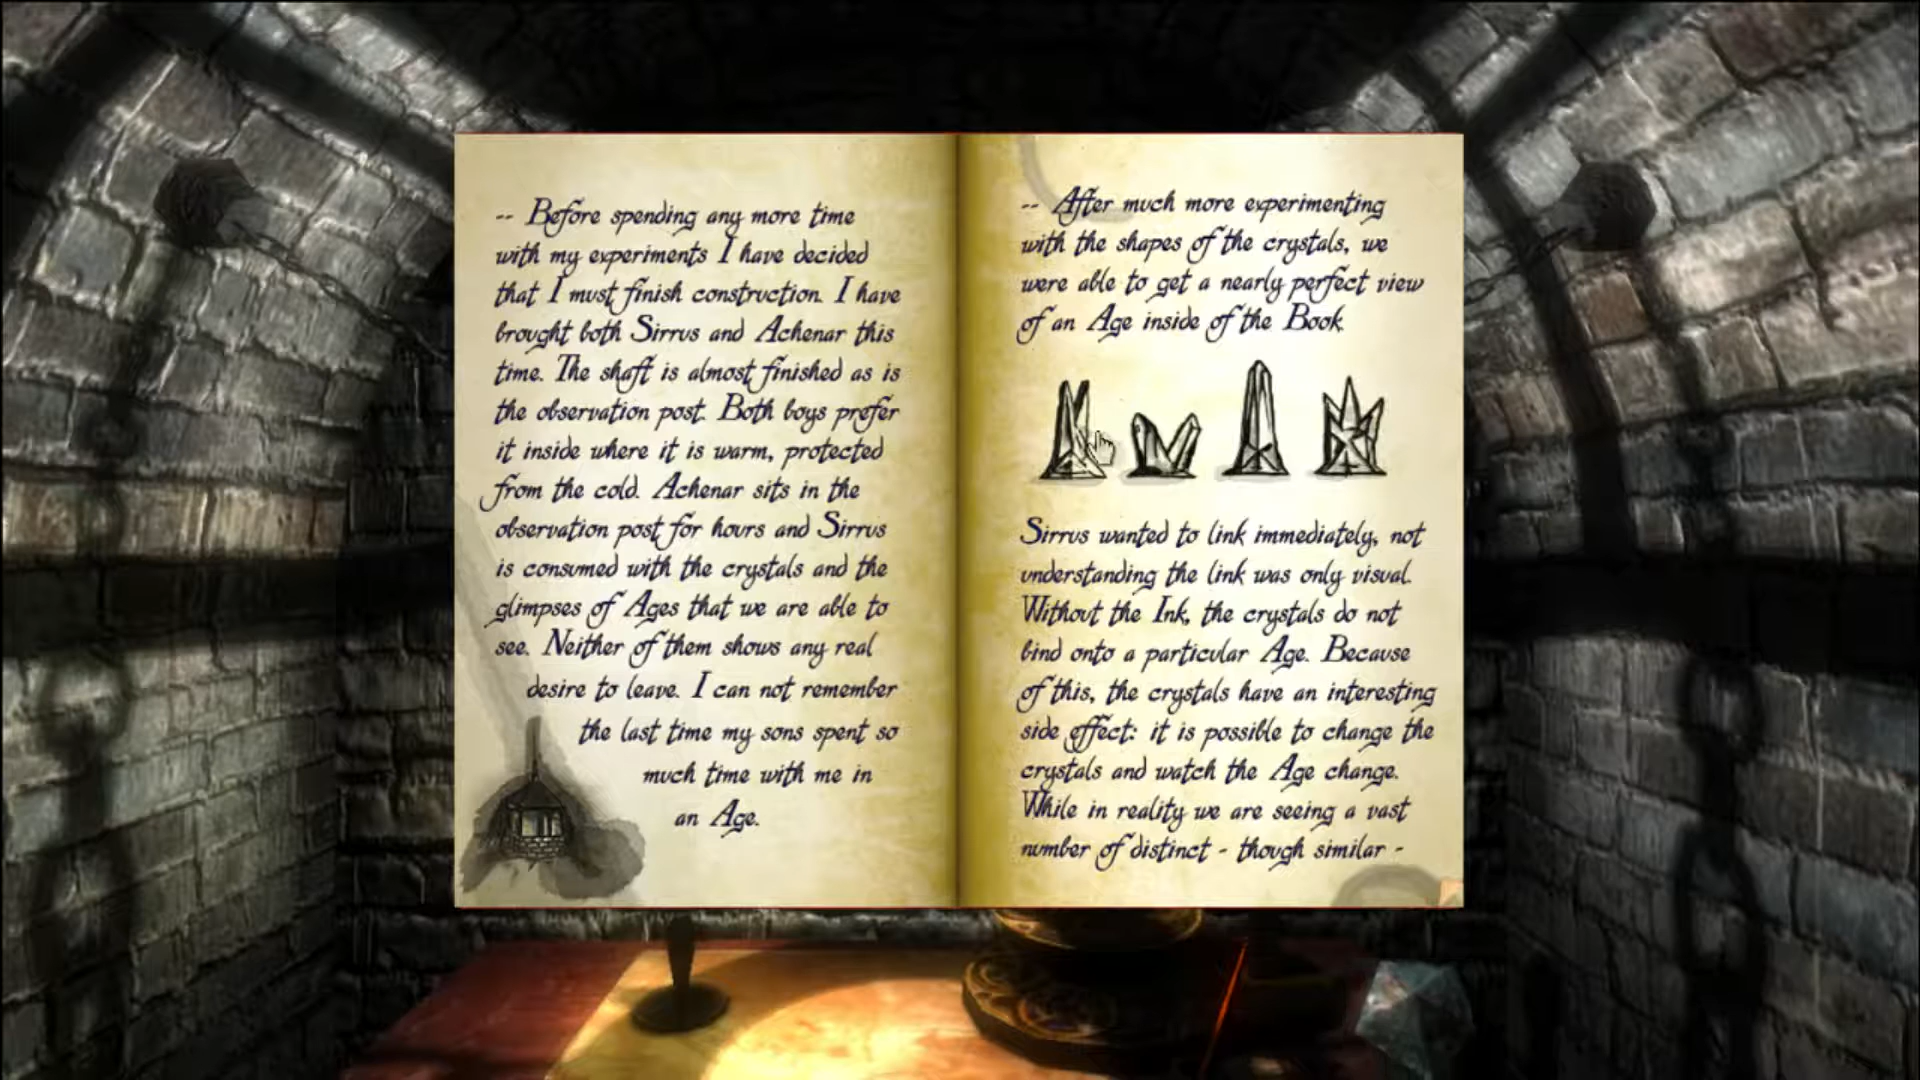 -- Before spending any more time
with my experiments I have decided
that I must finish construction. I have
brought both Sirrus and Achenar this
time. The shaft is almost finished as is
the observation post. Both boys prefer
it inside where it is warm, protected
from the cold. Achenar sits in the
observation post for hours and Sirrus
is consumed with the crystals and the
glimpses of Ages that we are able to
see. Neither of them shows any real
desire to leave. I can not remember
the last time my sons spent so
much time with me in
an Age.
-- After much more experimenting
with the shapes of the crystals, we
were able to get a nearly perfect view
of an Age inside of the Book.
Sirrus wanted to link immediately, not
understanding the link was only visual.
Without the Ink, the crystals do not
bind onto a particular Age. Because
of this, the crystals have an interesting
side effect: it is possible to change the
crystals and watch the Age change.
While in reality we are seeing a vast
number of distinct - though similar -